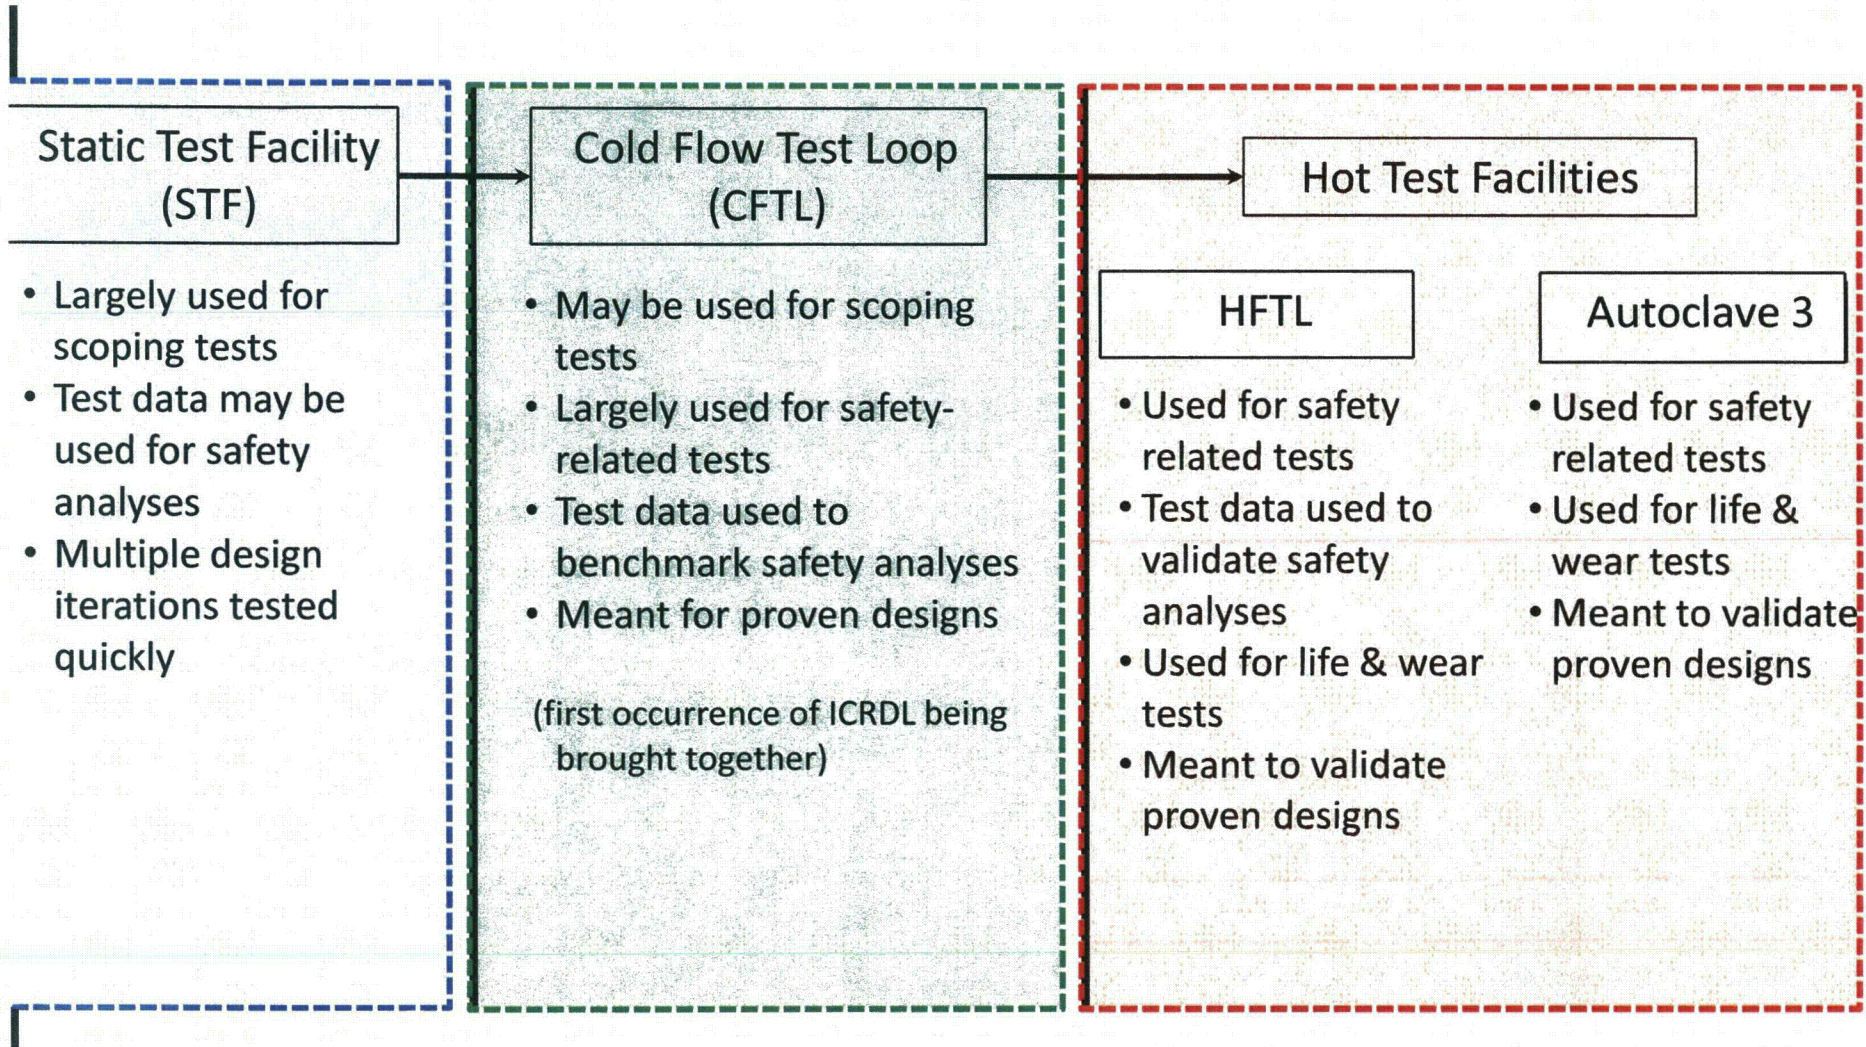 Static Test Facility
(STF)
• Largely used for
scoping tests
• Test data may be
used for safety
analyses
• Multiple design
iterations tested
quickly
Cold Flow Test Loop
(CFTL)
• May be used for scoping
tests
• Largely used for safety-
related tests
• Test data used to
benchmark safety analyses
• Meant for proven designs
(first occurrence of ICRDL being
brought together)
Hot Test Facilities
HFTL
• Used for safety
related tests
• Test data used to
validate safety
analyses
• Used for life & wear
tests
• Meant to validate
proven designs
Autoclave 3
• Used for safety
related tests
• Used for life &
wear tests
• Meant to validate
proven designs